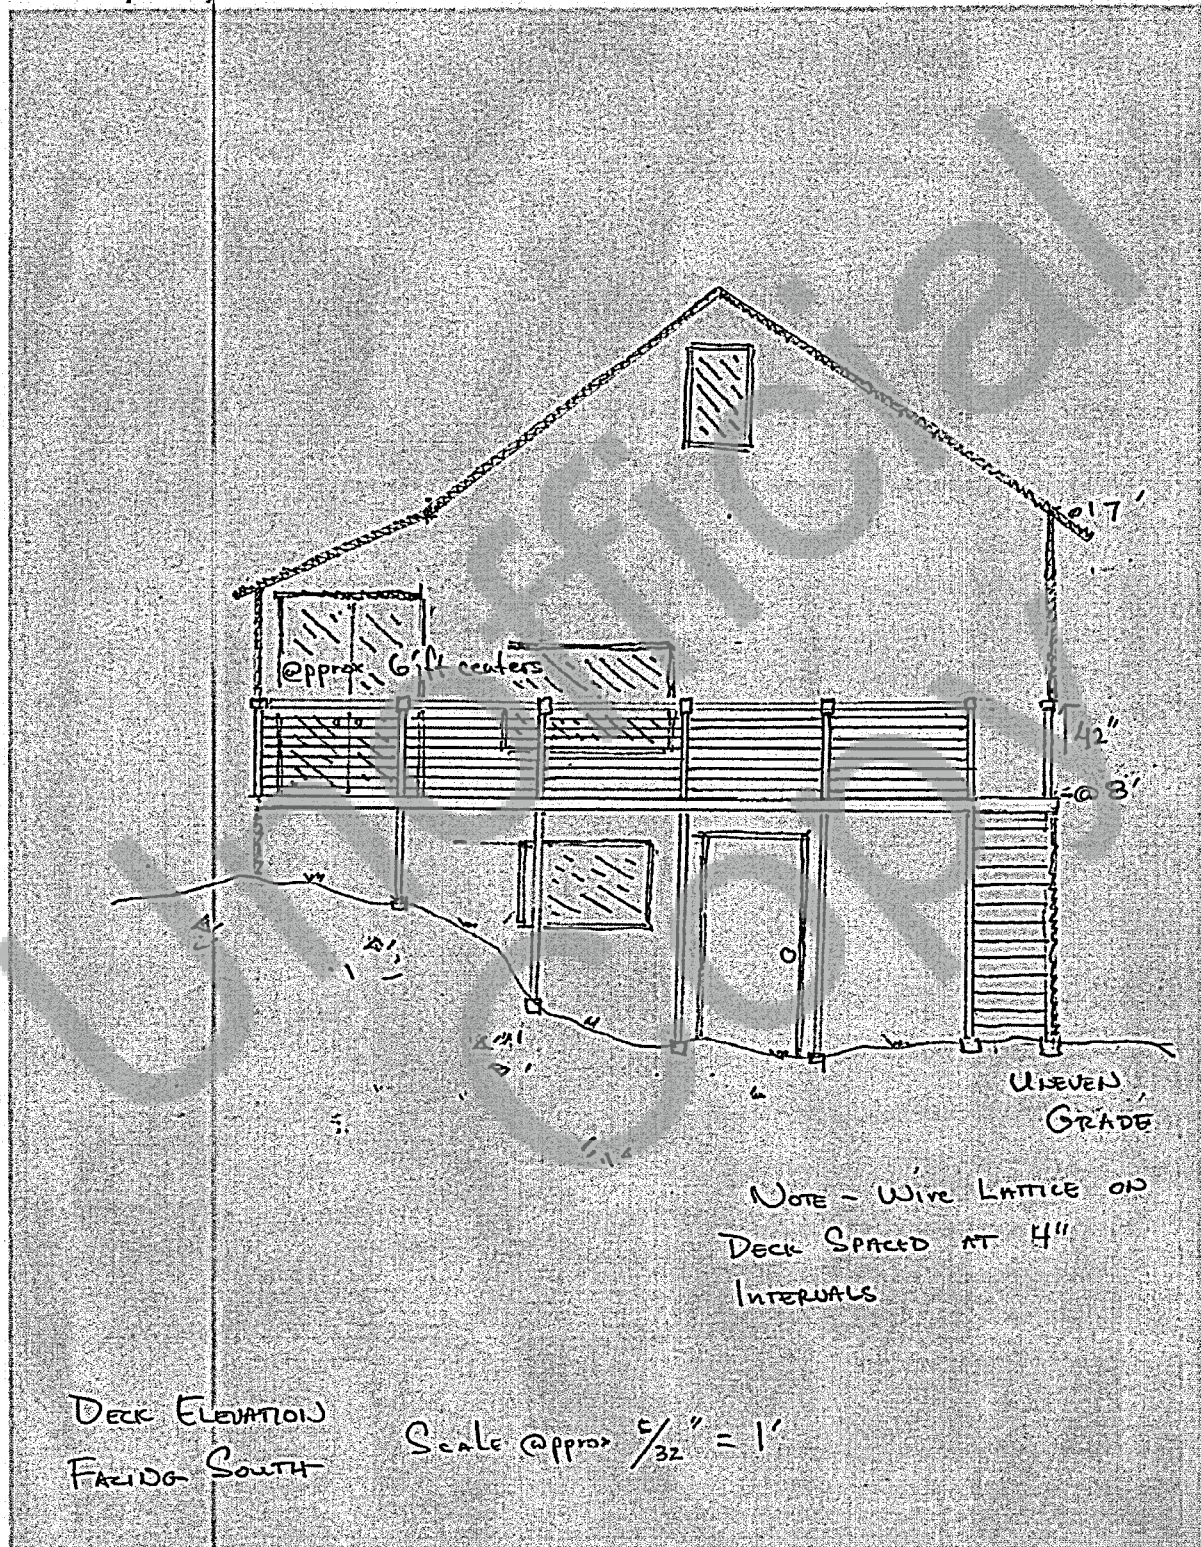 @17'
@pprox 6' ft centers
42"
@ 8'
UNEVEN
GRADE
NOTE - Wire LATTICE ON
DECK SPACED AT 4"
INTERVALS
DECK ELEVATION
FACING SOUTH
SCALE @pprox 5/32" = 1'
Unofficial
Copy